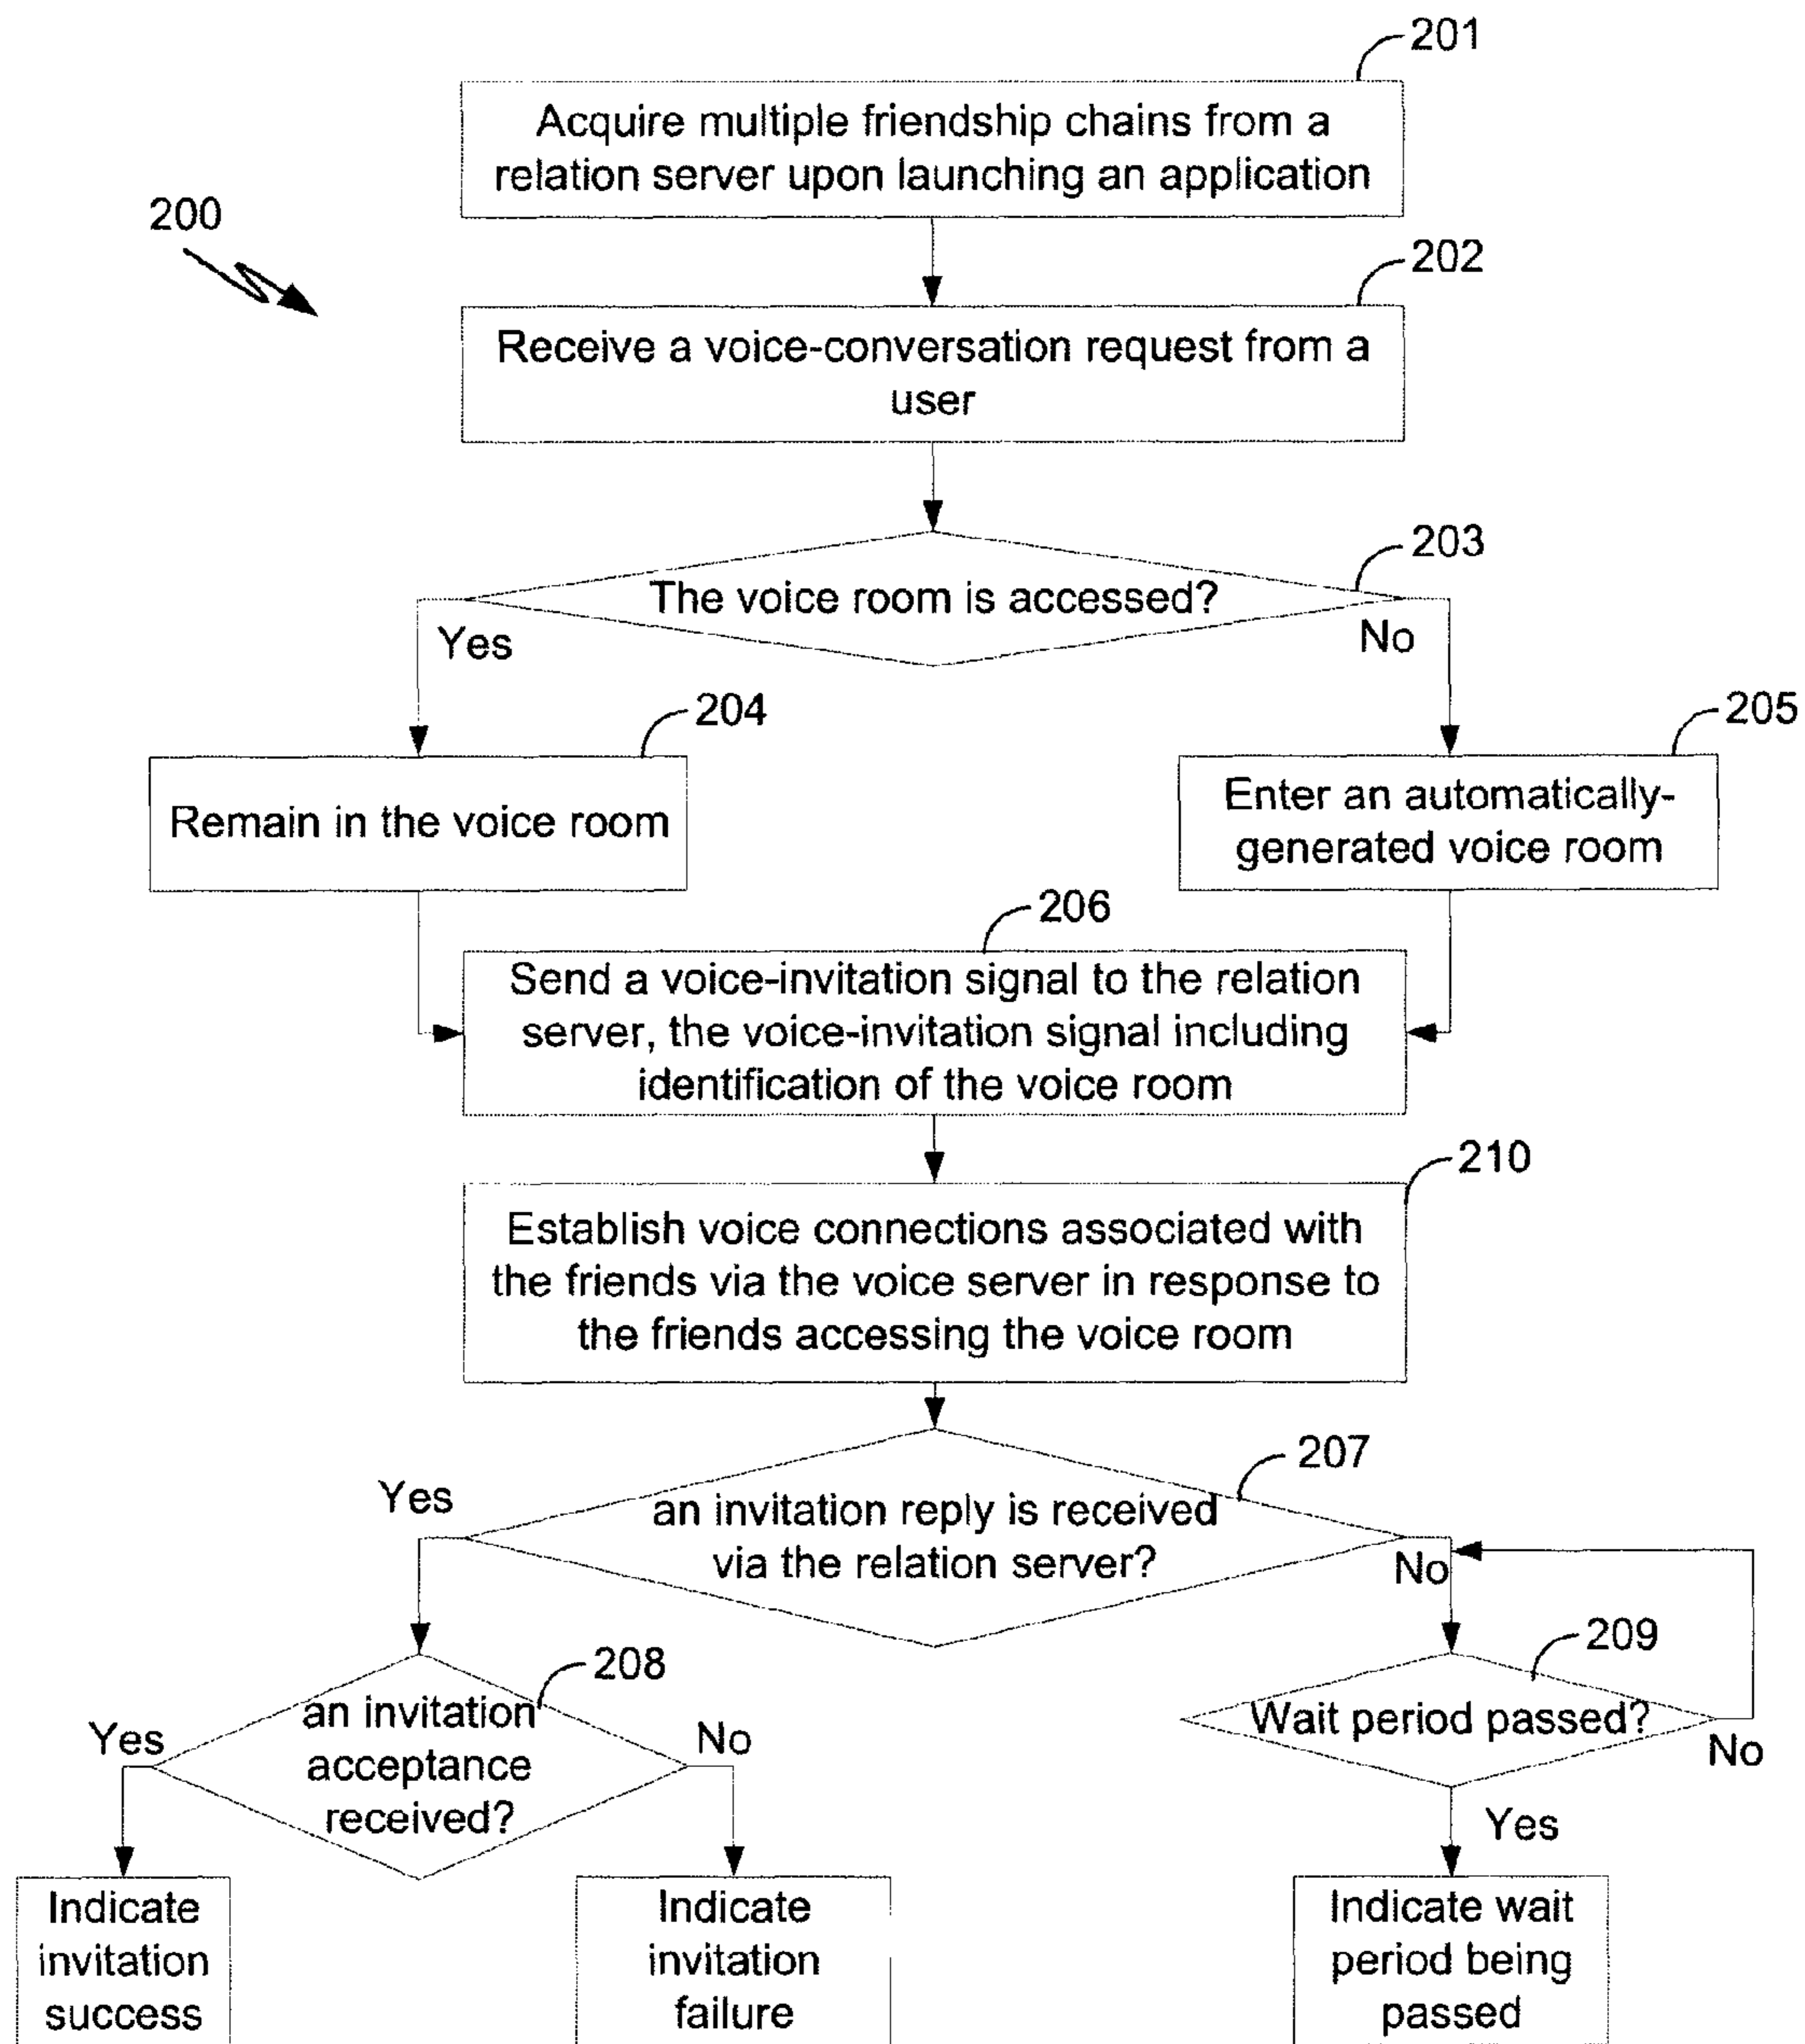 201
Acquire multiple friendship chains from a
relation server upon launching an application
200
202
Receive a voice-conversation request from a
user
203
The voice room is accessed?
Yes
No
204
205
Remain in the voice room
Enter an automatically-
generated voice room
206
Send a voice-invitation signal to the relation
server, the voice-invitation signal including
identification of the voice room
210
Establish voice connections associated with
the friends via the voice server in response to
the friends accessing the voice room
207
Yes
an invitation reply is received
via the relation server?
No
208
209
an invitation
acceptance
received?
Yes
No
Wait period passed?
No
Yes
Indicate
invitation
success
Indicate
invitation
failure
Indicate wait
period being
passed